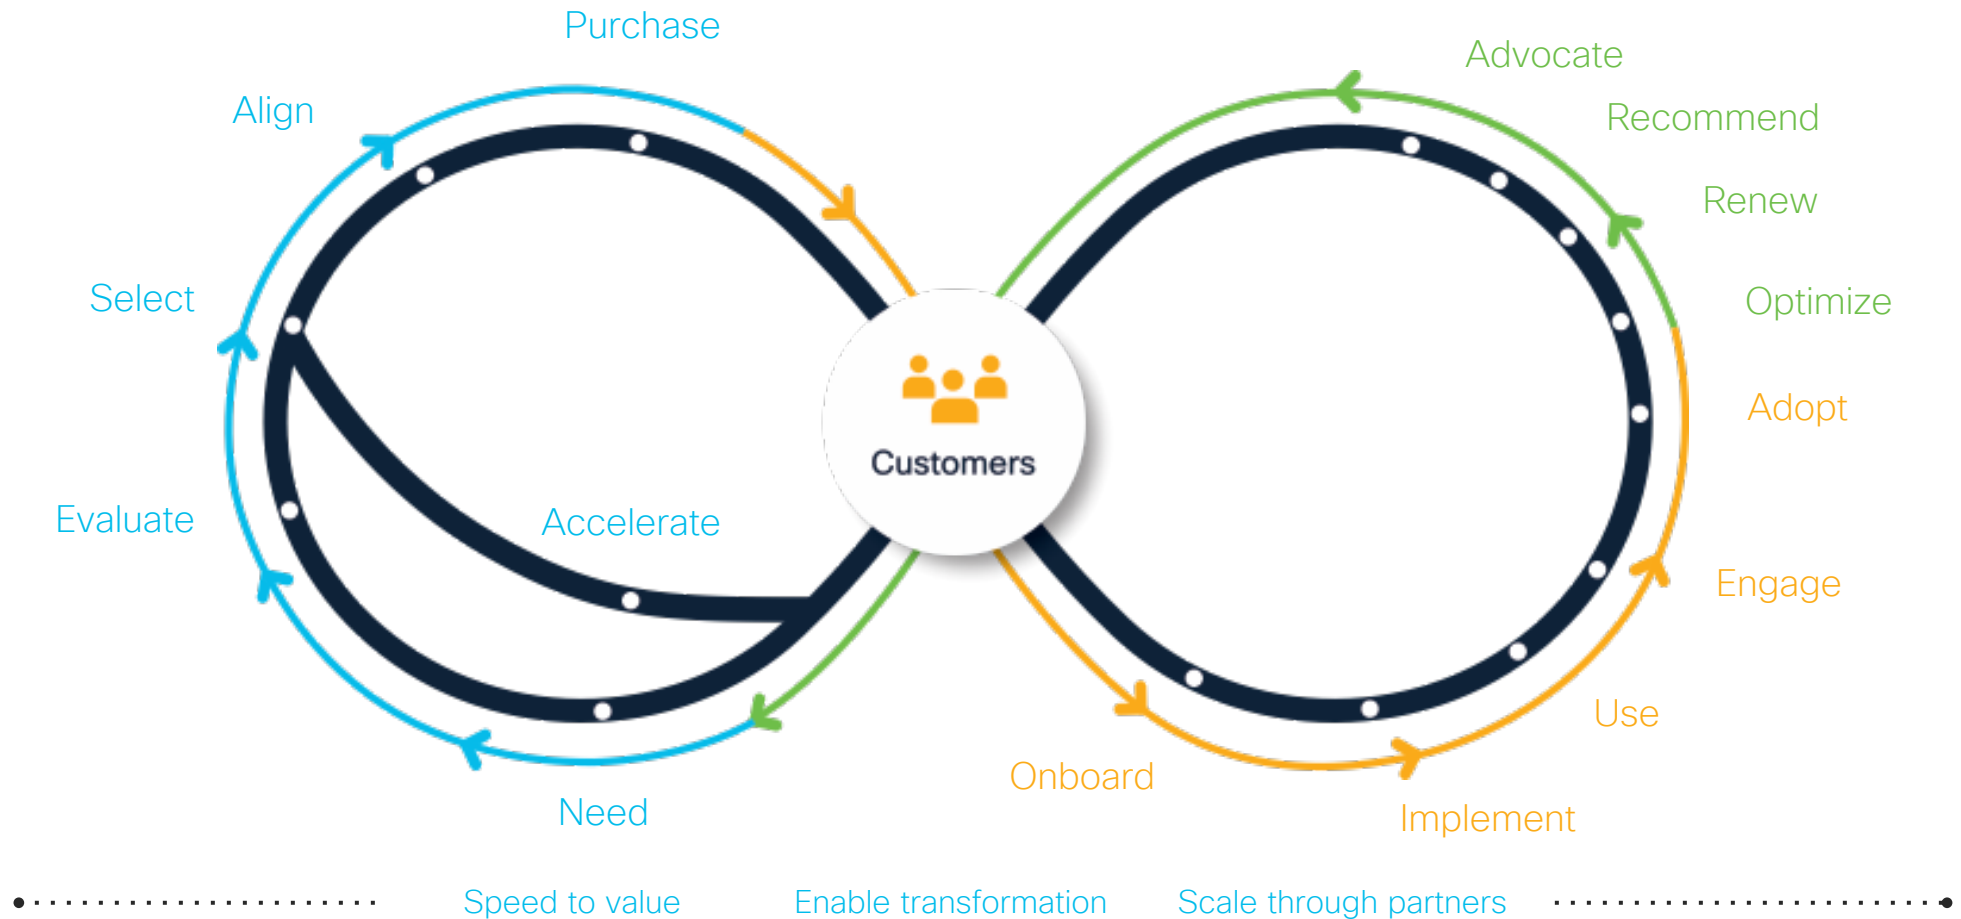 Purchase
Advocate
Align
Recommend
Renew
Select
Optimize
Adopt
Customers
Evaluate
Accelerate
Engage
Use
Onboard
Need
Implement
Speed to value
Enable transformation
Scale through partners